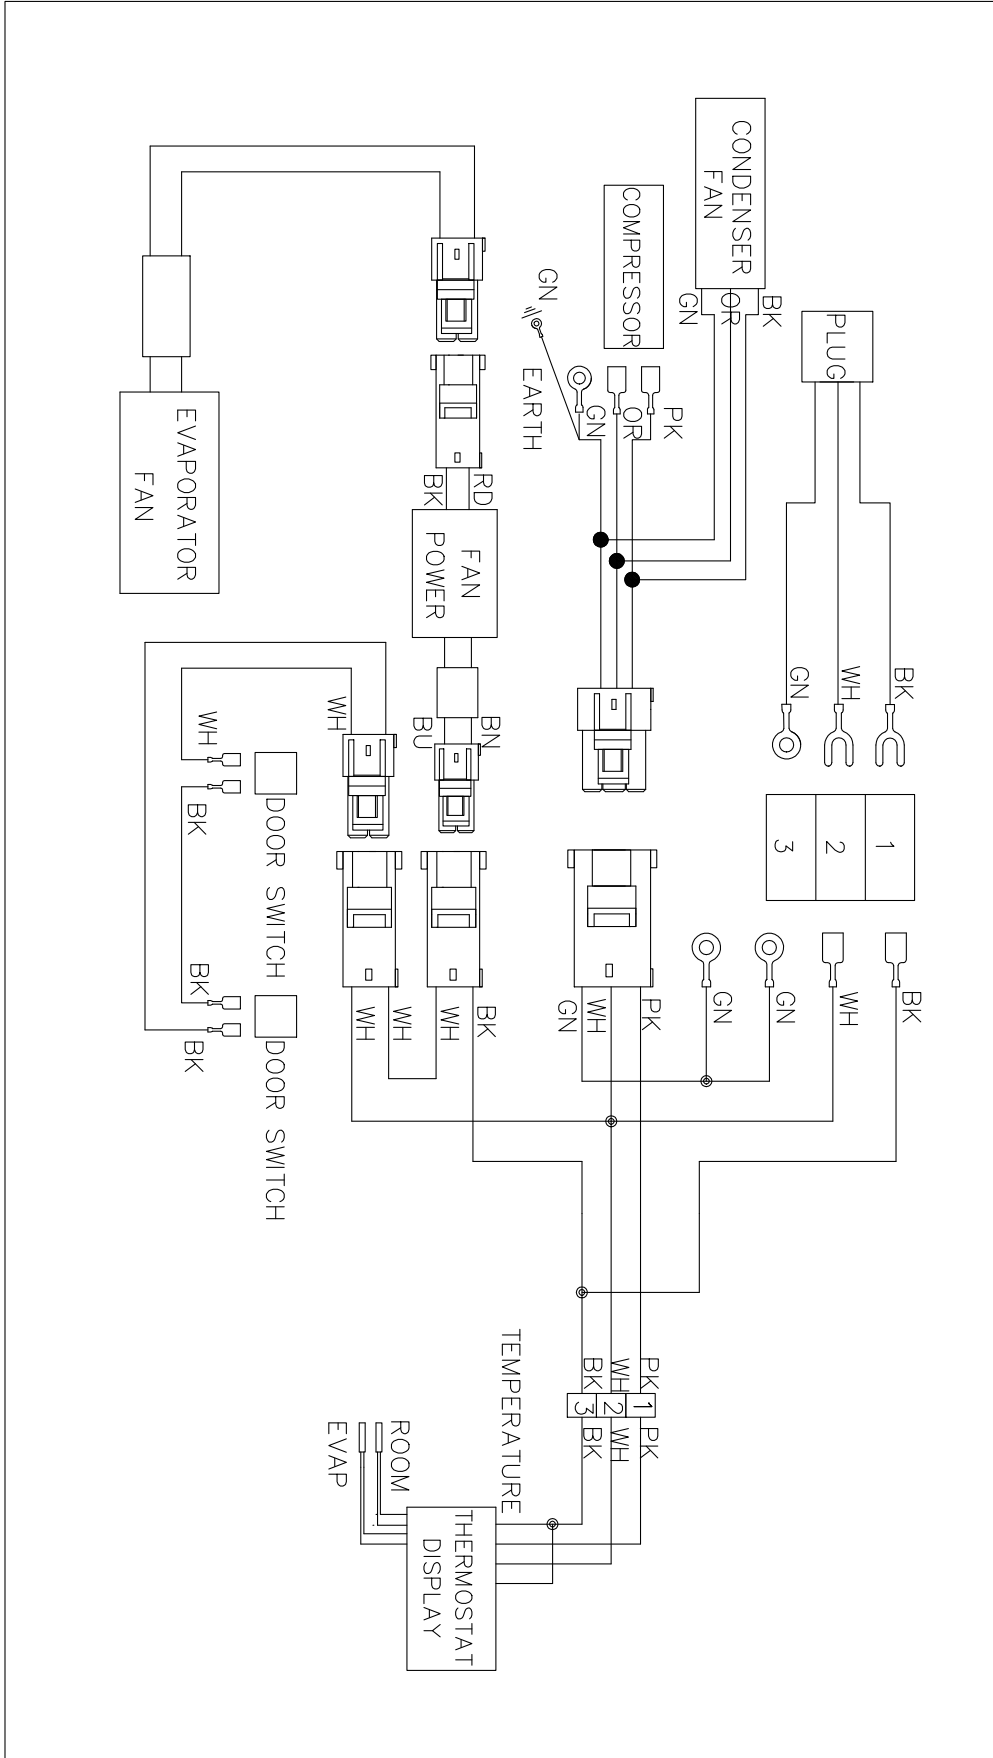 CONDENSER
FAN
BK
OR
GN
COMPRESSOR
PK
OR
GN
GN
EARTH
PLUG
BK
WH
GN
1
2
3
BK
WH
GN
GN
RD
BK
FAN
POWER
BN
BU
EVAPORATOR
FAN
WH
WH
BK
DOOR SWITCH
BK
BK
DOOR SWITCH
PK
WH
GN
BK
WH
WH
WH
PK
WH
BK
1
2
3
PK
WH
BK
TEMPERATURE
ROOM
EVAP
THERMOSTAT
DISPLAY